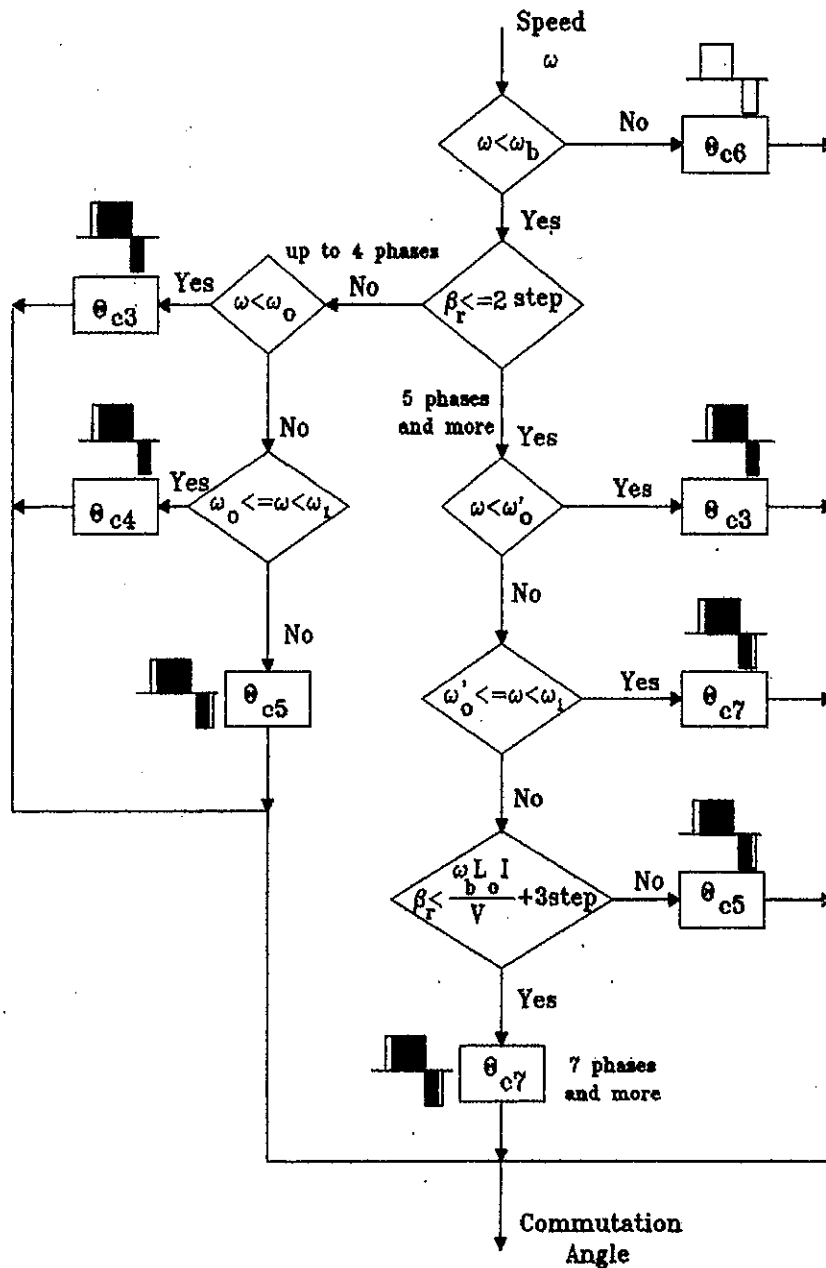 Speed
ω
ω<ω_b
No
θ_c6
Yes
up to 4 phases
β_r<=2 step
No
ω<ω_o
Yes
θ_c3
5 phases
and more
Yes
No
ω_o<=ω<ω_i
Yes
θ_c4
ω<ω'_o
Yes
θ_c3
No
No
θ_c5
ω'_o<=ω<ω_i
Yes
θ_c7
No
β_r< ω_b L_o I / V +3step
No
θ_c5
Yes
θ_c7
7 phases
and more
Commutation
Angle